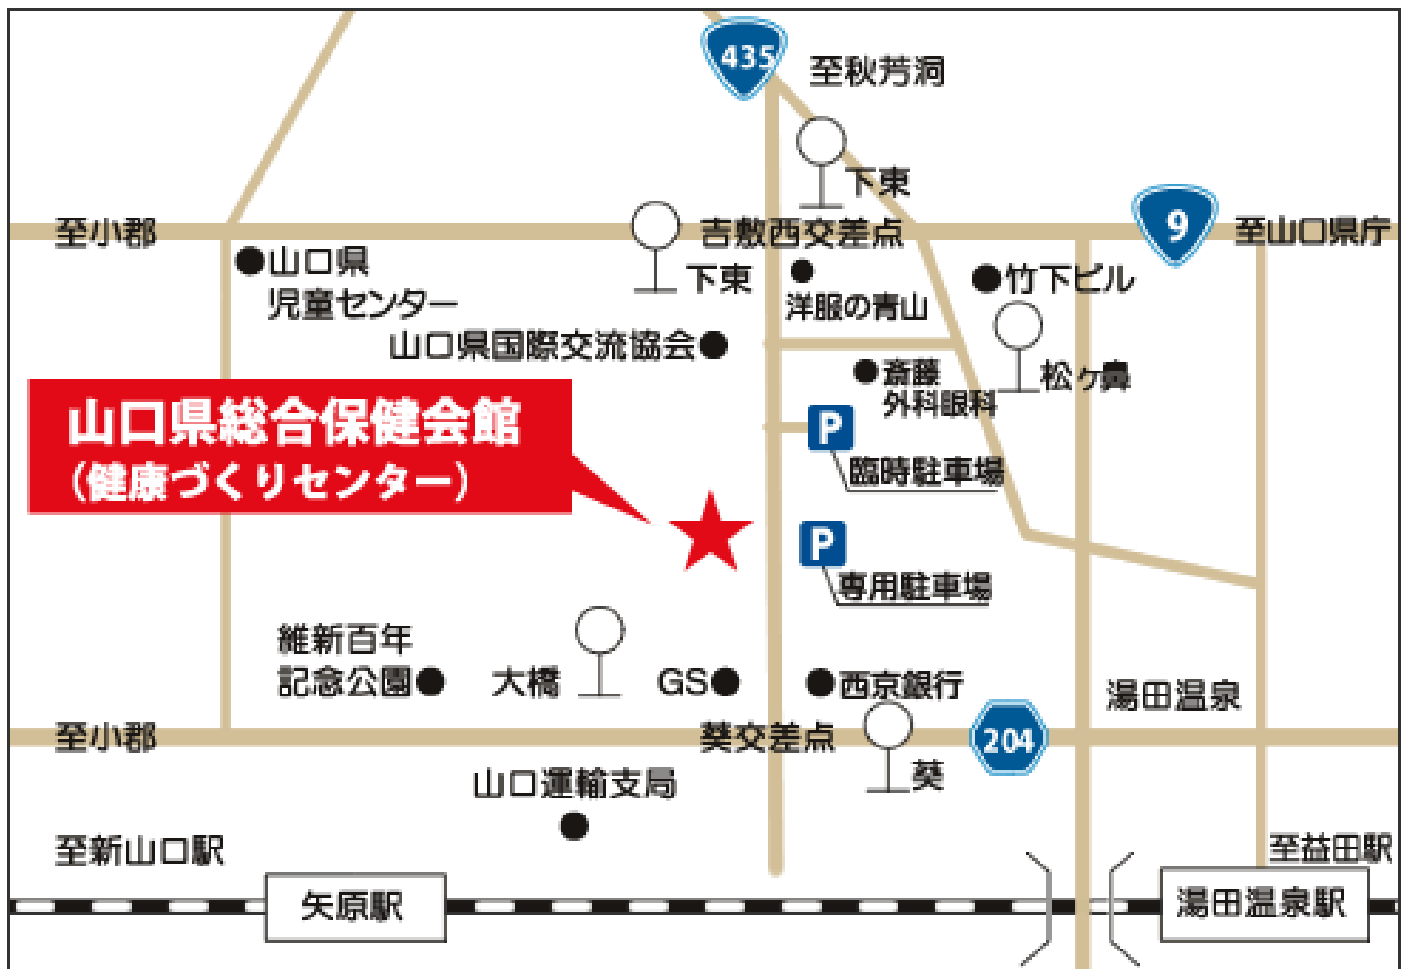 435
至秋芳洞
下東
9
至小郡
吉敷西交差点
至山口県庁
山口県
児童センター
下東
洋服の青山
竹下ビル
山口県国際交流協会
斎藤
外科眼科
松ヶ鼻
山口県総合保健会館
(健康づくりセンター)
P
臨時駐車場
P
専用駐車場
維新百年
記念公園
大橋
GS
西京銀行
湯田温泉
至小郡
葵交差点
204
葵
山口運輸支局
至新山口駅
至益田駅
矢原駅
湯田温泉駅